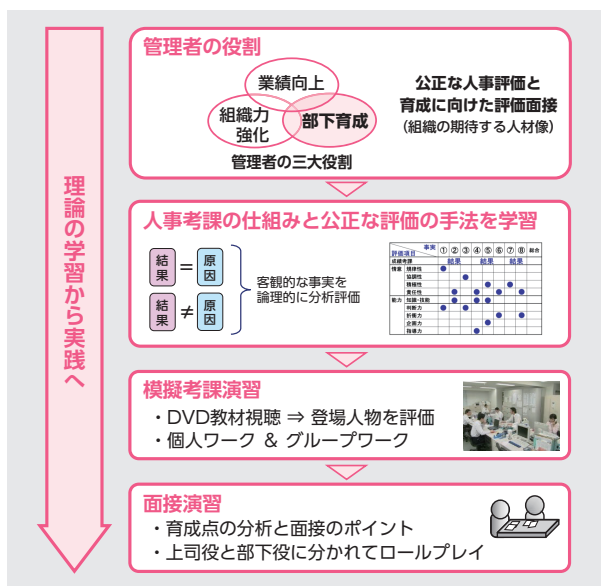 理論の学習から実践へ
管理者の役割
業績向上
組織力
強化
部下育成
管理者の三大役割
公正な人事評価と
育成に向けた評価面接
（組織の期待する人材像）
人事考課の仕組みと公正な評価の手法を学習
結果 = 原因
結果 ≠ 原因
客観的な事実を
論理的に分析評価
事実 ① ② ③ ④ ⑤ ⑥ ⑦ ⑧ 総合
評価項目
成績考課 結果 結果 結果
情意 規律性
協調性
積極性
責任性
能力 知識・技能
判断力
折衝力
企画力
指導力
模擬考課演習
・DVD教材視聴 ⇒ 登場人物を評価
・個人ワーク ＆ グループワーク
面接演習
・育成点の分析と面接のポイント
・上司役と部下役に分かれてロールプレイ